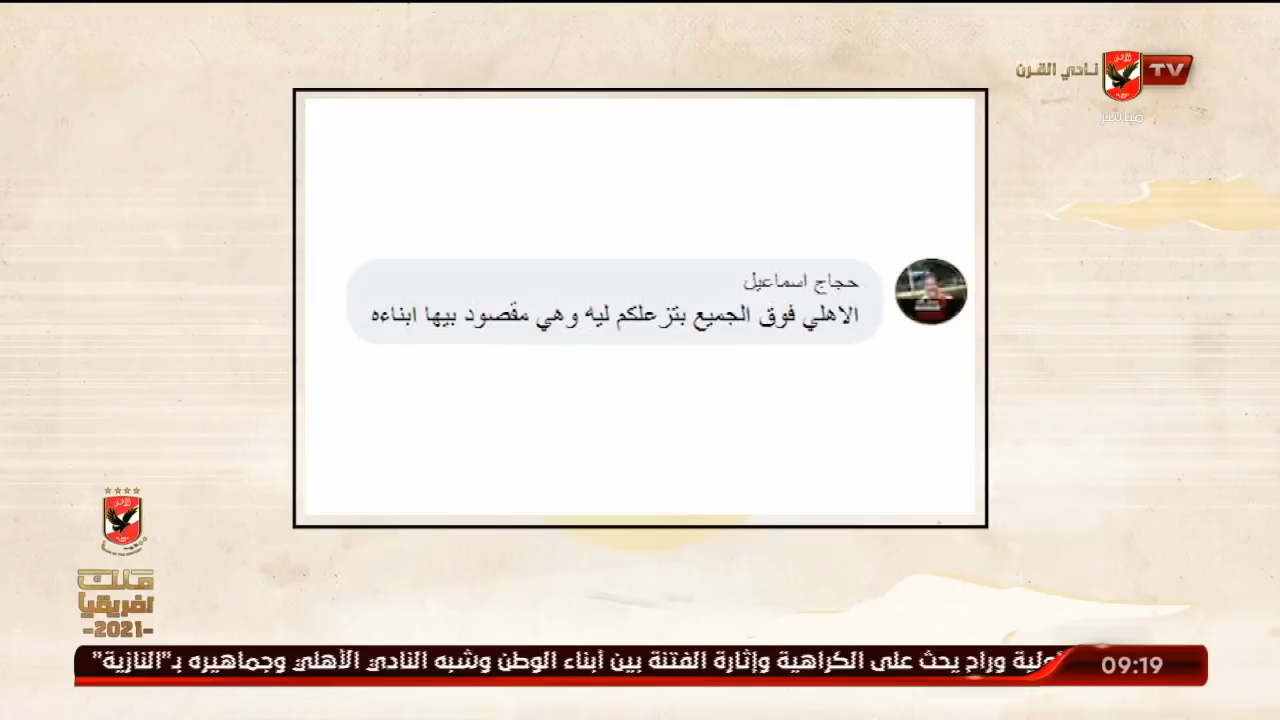 نادي القرن
TV
مباشر
حجاج اسماعيل
الاهلي فوق الجميع بتزعلكم ليه وهي مقصود بيها ابناءه
ملك
افريقيا
-2021-
وراح يحث على الكراهية وإثارة الفتنة بين أبناء الوطن وشبه النادي الأهلي وجماهيره بـ"النازية"
09:19